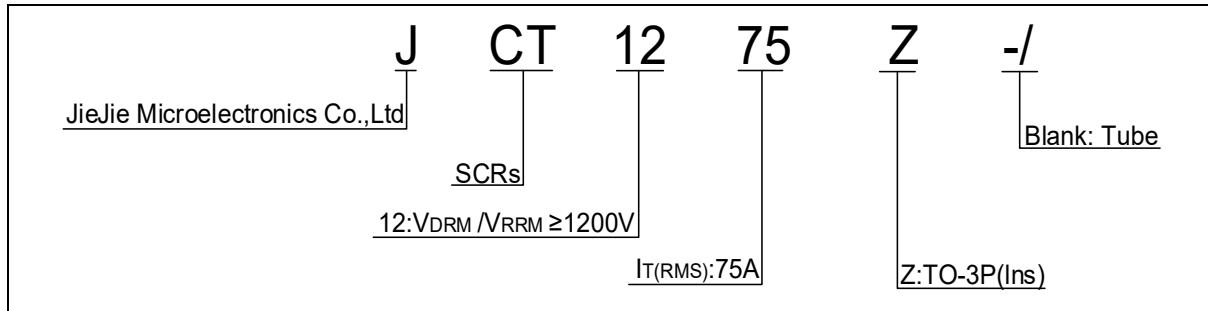 J CT 12 75 Z -/
JieJie Microelectronics Co.,Ltd
Blank: Tube
SCRs
12:VDRM /VRRM ≥1200V
IT(RMS):75A
Z:TO-3P(Ins)